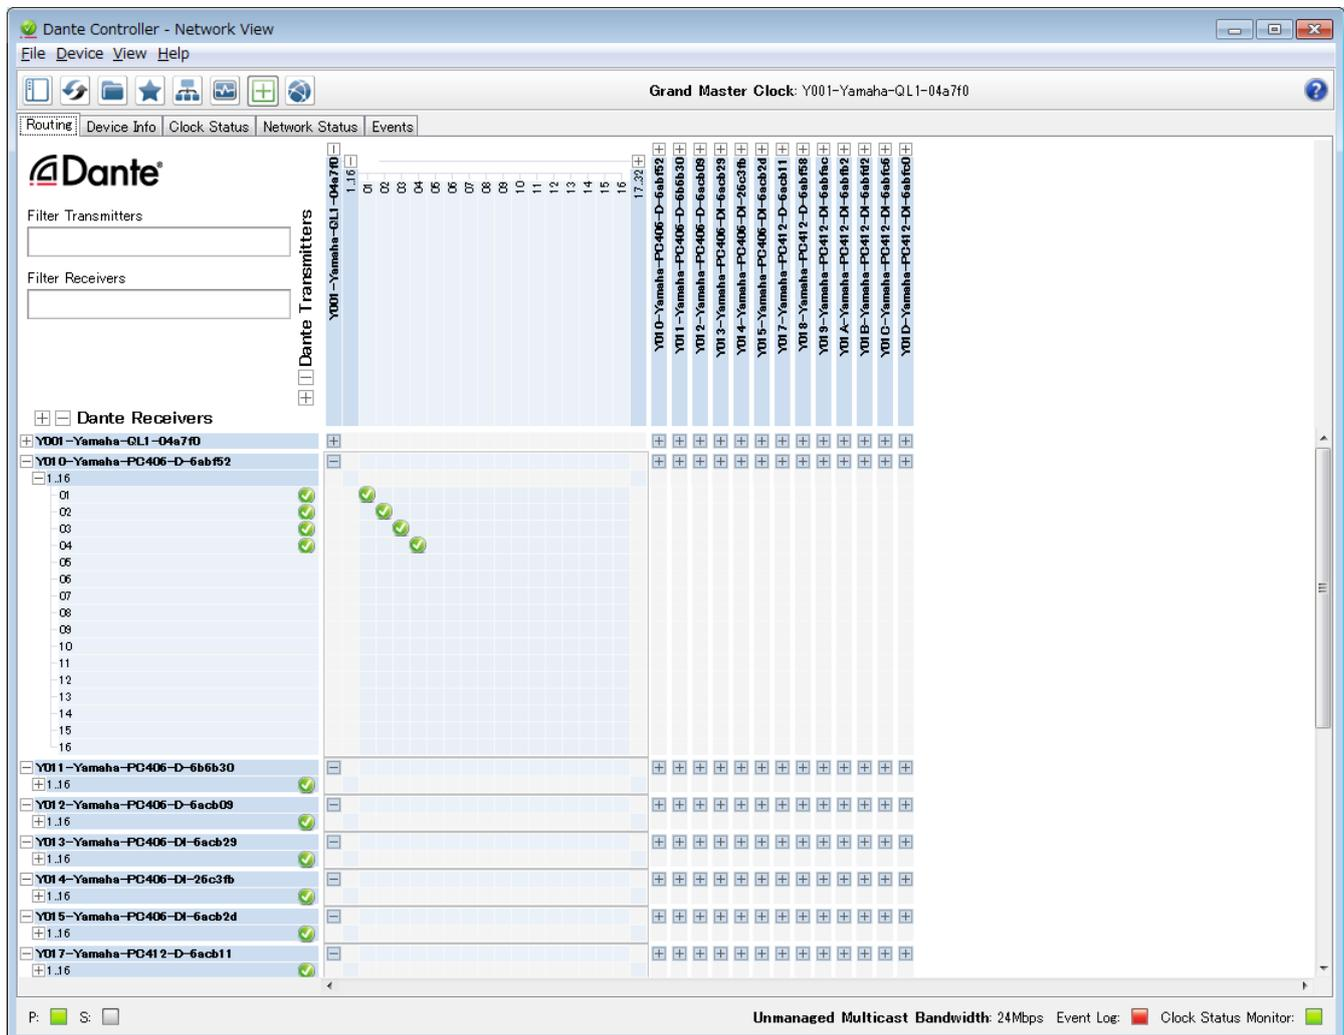 Dante Controller - Network View
File Device View Help
Grand Master Clock: Y001-Yamaha-QL1-04a7f0
Routing Device Info Clock Status Network Status Events
Dante
Filter Transmitters
Filter Receivers
Dante Transmitters
Y001-Yamaha-QL1-04a7f0
1..16
01
02
03
04
05
06
07
08
09
10
11
12
13
14
15
16
17..32
Y010-Yamaha-PC406-D-6abf52
Y011-Yamaha-PC406-D-6b6b30
Y012-Yamaha-PC406-D-6acb09
Y013-Yamaha-PC406-DI-6acb29
Y014-Yamaha-PC406-DI-26c3fb
Y015-Yamaha-PC406-DI-6acb2d
Y017-Yamaha-PC412-D-6acb11
Y018-Yamaha-PC412-D-6abf58
Y019-Yamaha-PC412-DI-6abfac
Y01A-Yamaha-PC412-DI-6abfb2
Y01B-Yamaha-PC412-DI-6abfd2
Y01C-Yamaha-PC412-DI-6abfc6
Y01D-Yamaha-PC412-DI-6abfc0
Dante Receivers
Y001-Yamaha-QL1-04a7f0
Y010-Yamaha-PC406-D-6abf52
1..16
01
02
03
04
05
06
07
08
09
10
11
12
13
14
15
16
Y011-Yamaha-PC406-D-6b6b30
1..16
Y012-Yamaha-PC406-D-6acb09
1..16
Y013-Yamaha-PC406-DI-6acb29
1..16
Y014-Yamaha-PC406-DI-26c3fb
1..16
Y015-Yamaha-PC406-DI-6acb2d
1..16
Y017-Yamaha-PC412-D-6acb11
1..16
P: S: Unmanaged Multicast Bandwidth: 24Mbps Event Log: Clock Status Monitor: